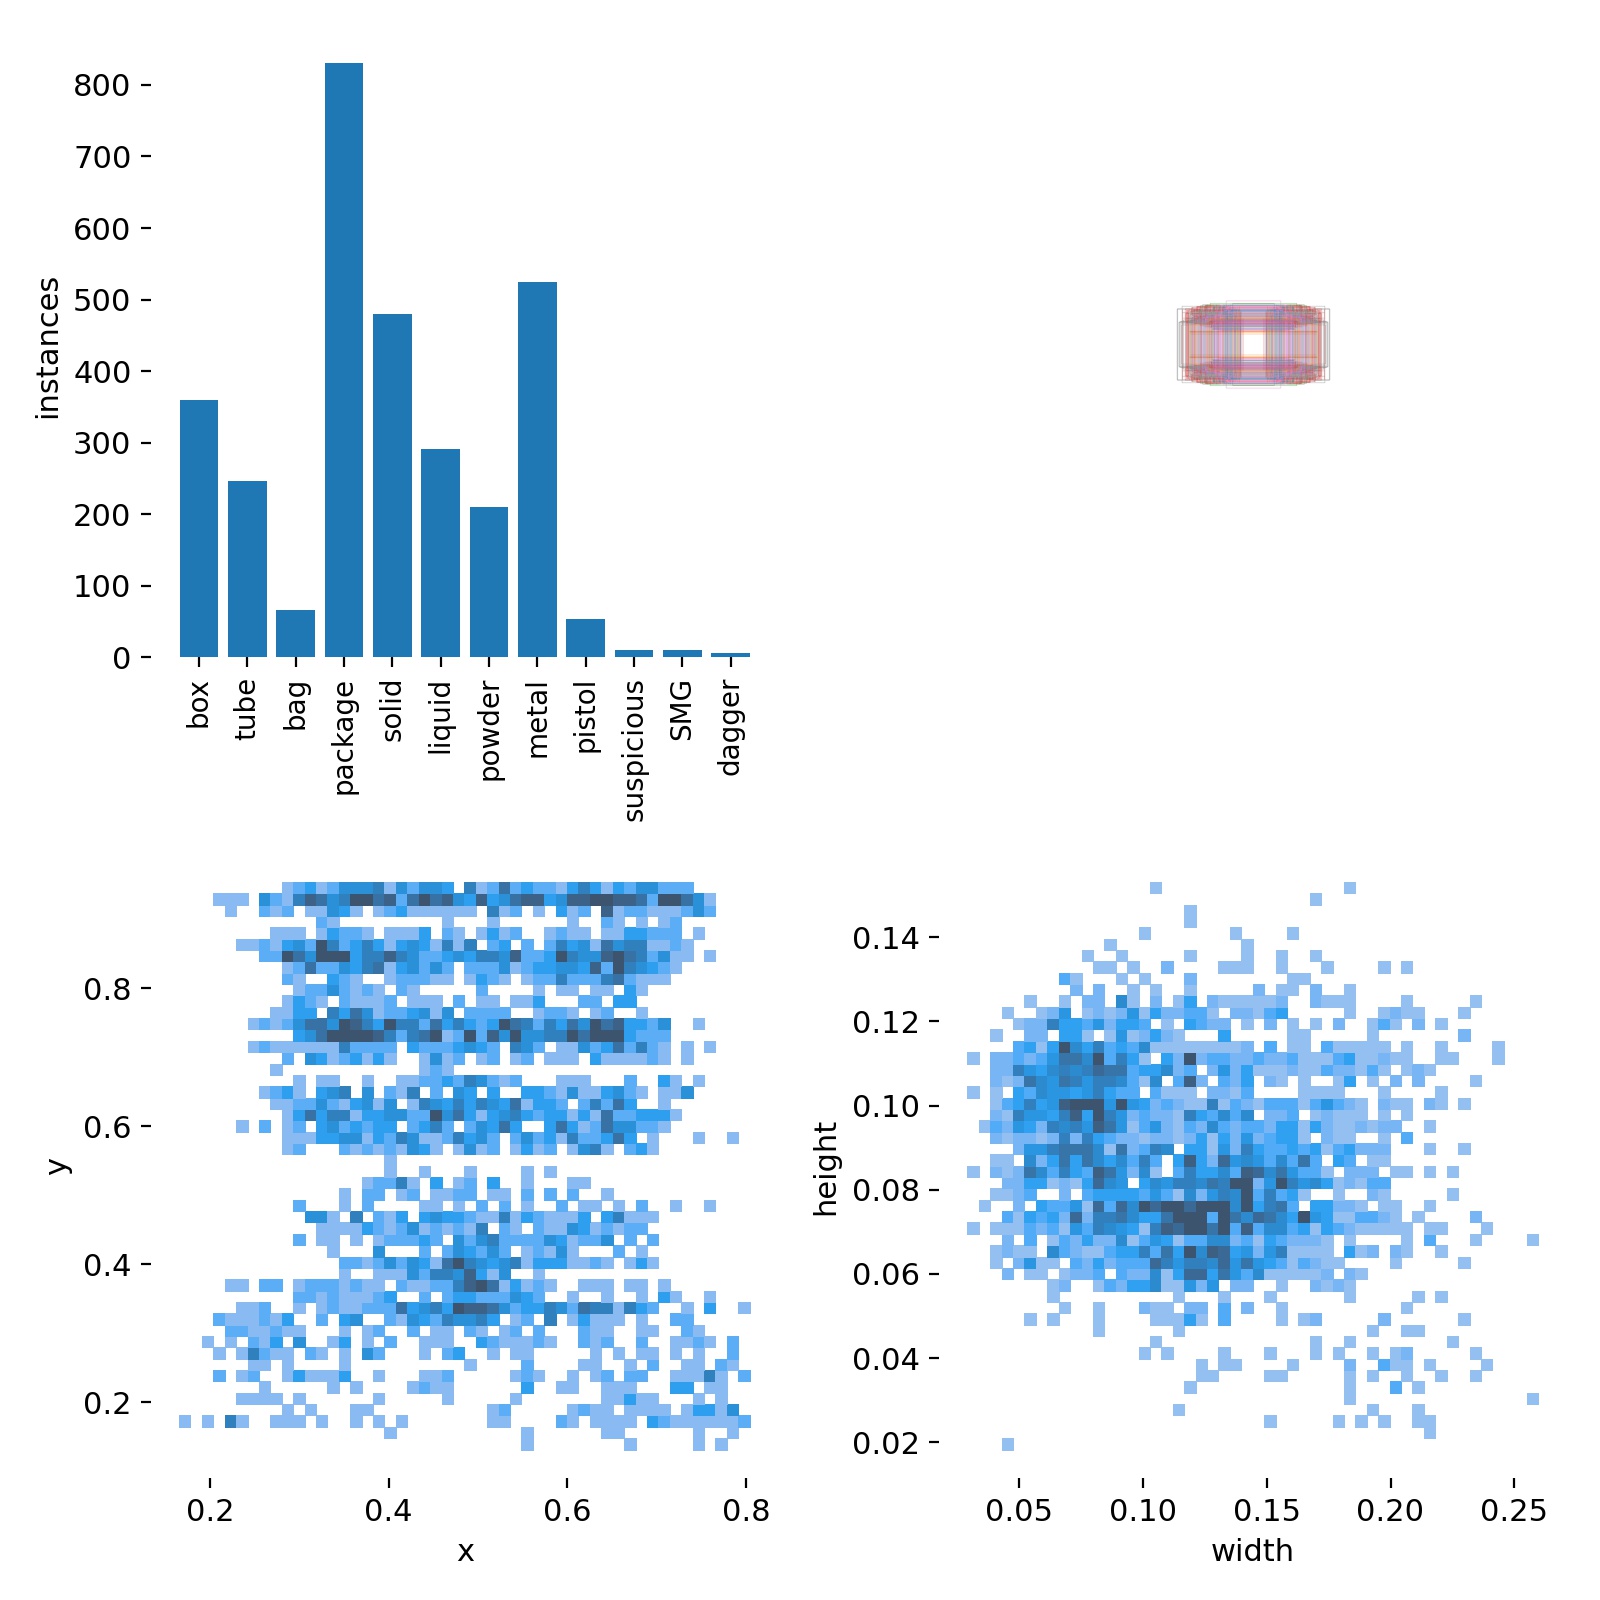 800
700
600
500
400
300
200
100
0
instances
box
tube
bag
package
solid
liquid
powder
metal
pistol
suspicious
SMG
dagger
0.8
0.6
0.4
0.2
y
0.2 0.4 0.6 0.8
x
0.14
0.12
0.10
0.08
0.06
0.04
0.02
height
0.05 0.10 0.15 0.20 0.25
width